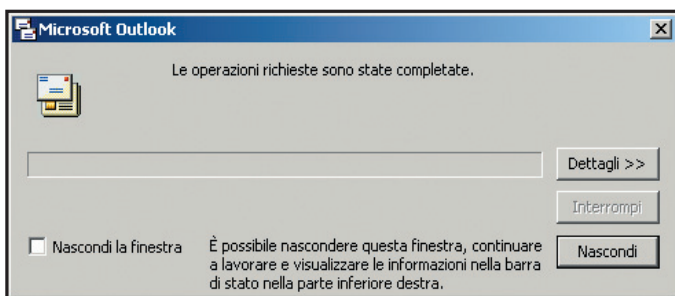 Microsoft Outlook
Le operazioni richieste sono state completate.
Dettagli >>
Interrompi
Nascondi la finestra
È possibile nascondere questa finestra, continuare
a lavorare e visualizzare le informazioni nella barra
di stato nella parte inferiore destra.
Nascondi